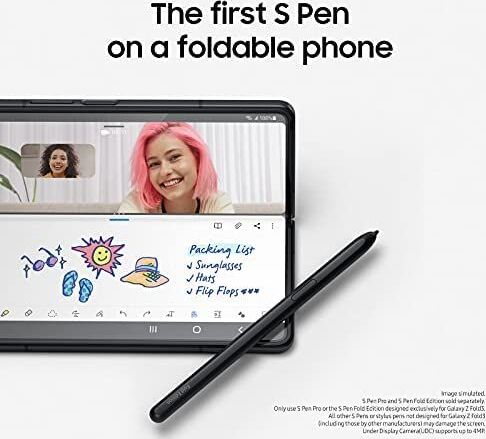 The first S Pen
on a foldable phone
100%
Packing List
✓ Sunglasses
✓ Hats
✓ Flip Flops ***
Image simulated.
S Pen Pro and S Pen Fold Edition sold separately.
Only use S Pen Pro or the S Pen Fold Edition designed exclusively for Galaxy Z Fold3.
All other S Pens or stylus pens not designed for Galaxy Z Fold3
(including those by other manufacturers) may damage the screen.
Under Display Camera(UDC) supports up to 4MP.